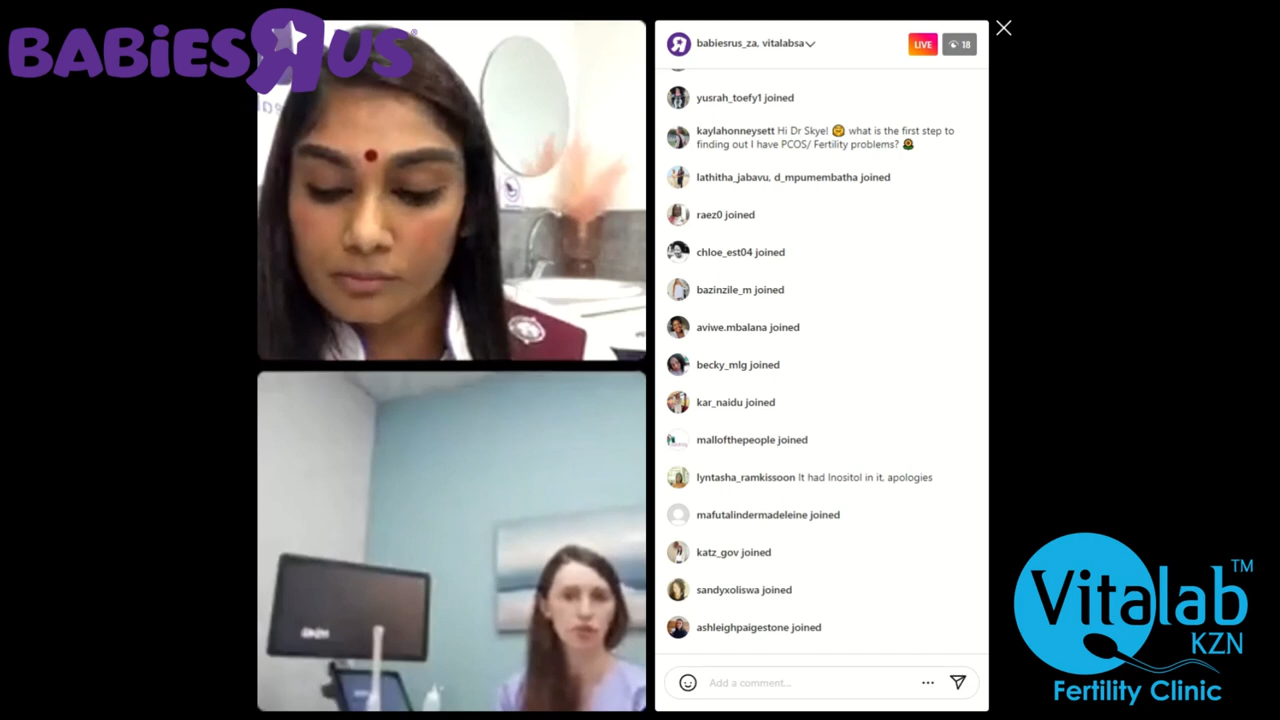 BABIESRUS
babiesrus_za, vitalabsa
LIVE
18
yusrah_toefy1 joined
kaylahonneysett Hi Dr Skye! what is the first step to
finding out I have PCOS/ Fertility problems?
lathitha_jabavu, d_mpumembatha joined
raez0 joined
chloe_est04 joined
bazinzile_m joined
aviwe.mbalana joined
becky_mlg joined
kar_naidu joined
mallofthepeople joined
lyntasha_ramkissoon It had Inositol in it, apologies
mafutalindermadeleine joined
katz_gov joined
sandyxoliswa joined
ashleighpaigestone joined
Add a comment...
Vitalab™
KZN
Fertility Clinic